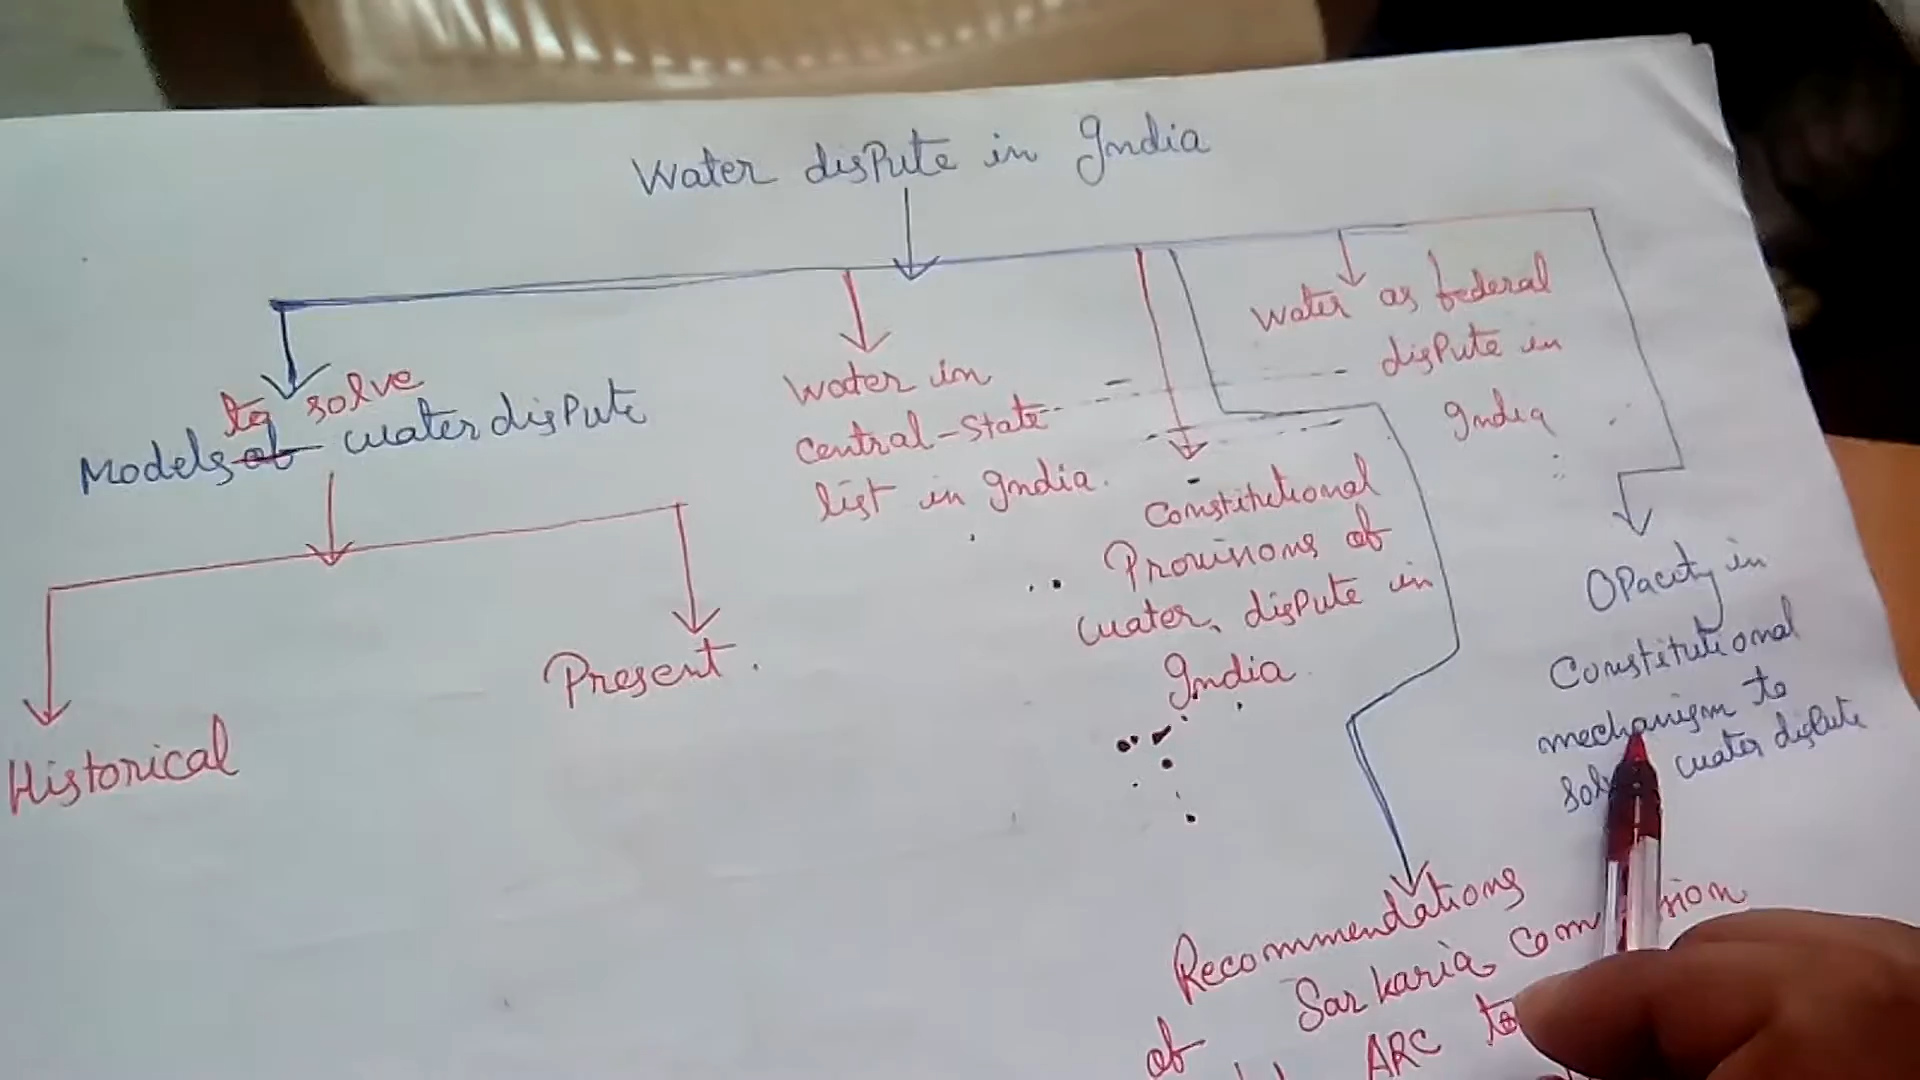 Water dispute in India
to solve
Models of water dispute
Historical
Present.
Water in
Central-State
list in India.
Constitutional
Provisions of
water dispute in
India
Water as federal
dispute in
India
Opacity in
Constitutional
mechanism to
water dispute
Recommendations
of Sarkaria
ARC to